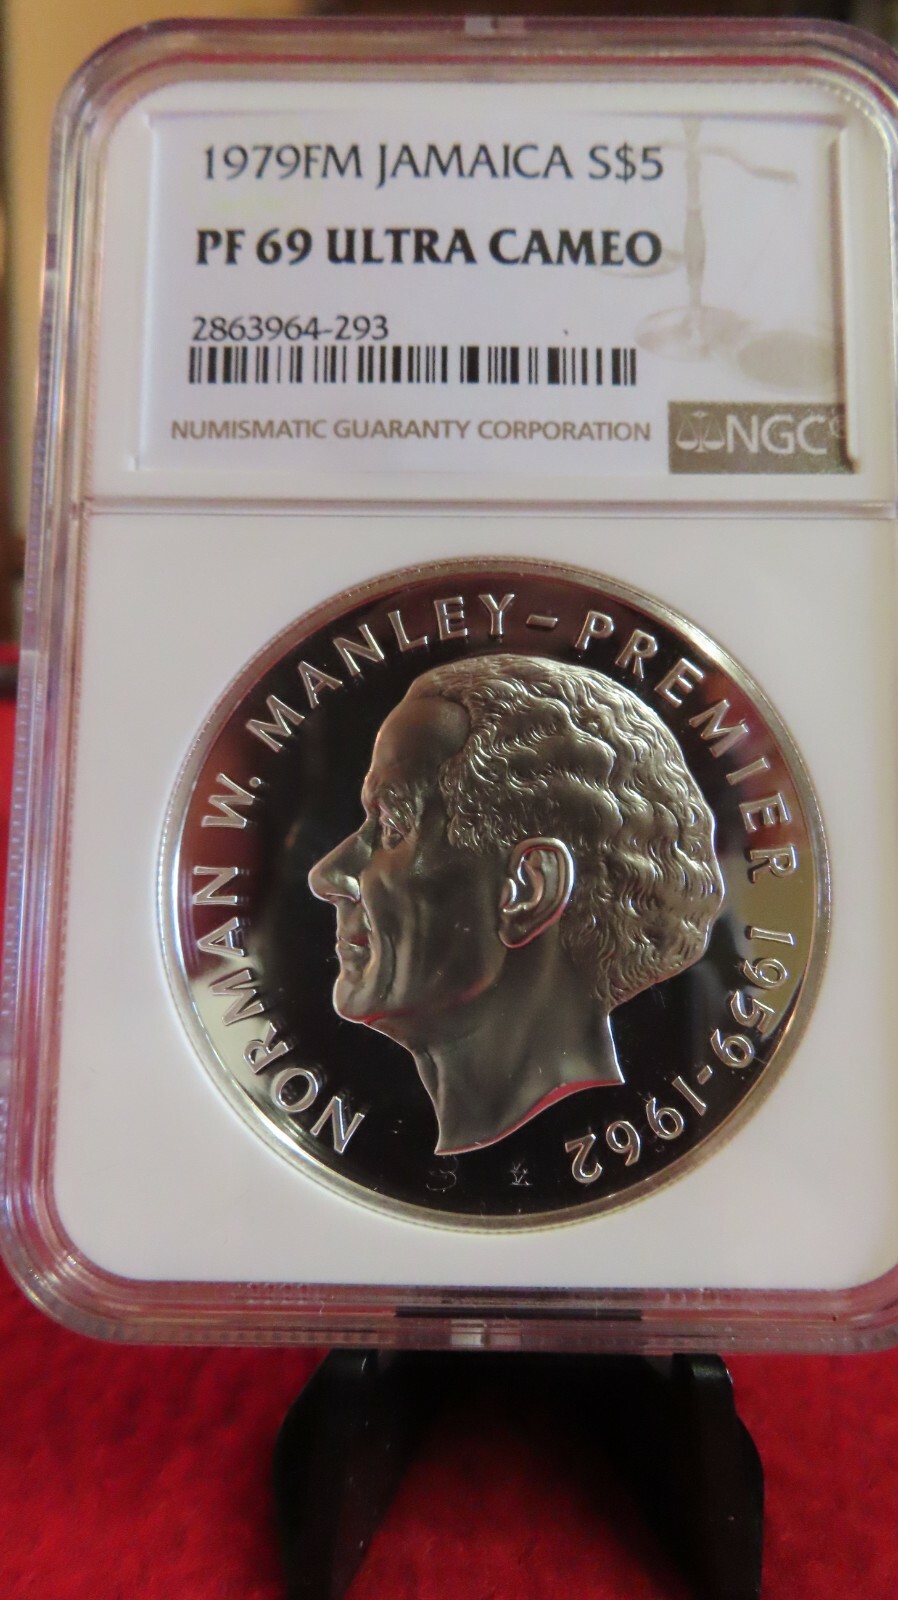 1979FM JAMAICA S$5
PF 69 ULTRA CAMEO
2863964-293
NUMISMATIC GUARANTY CORPORATION
NGC
NORMAN W. MANLEY - PREMIER 1959-1962